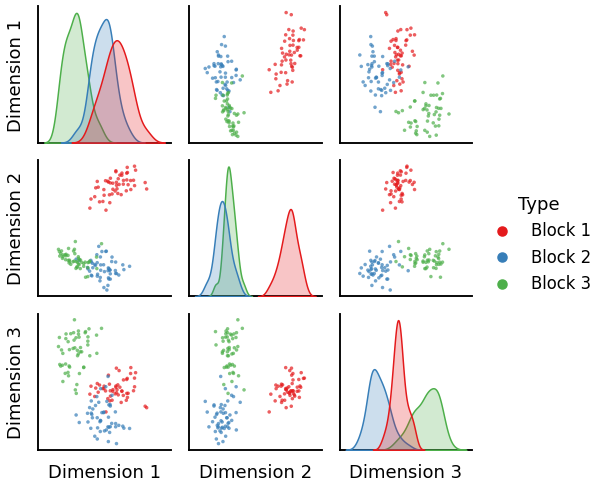 Dimension 1
Dimension 2
Dimension 3
Type
Block 1
Block 2
Block 3
Dimension 1
Dimension 2
Dimension 3